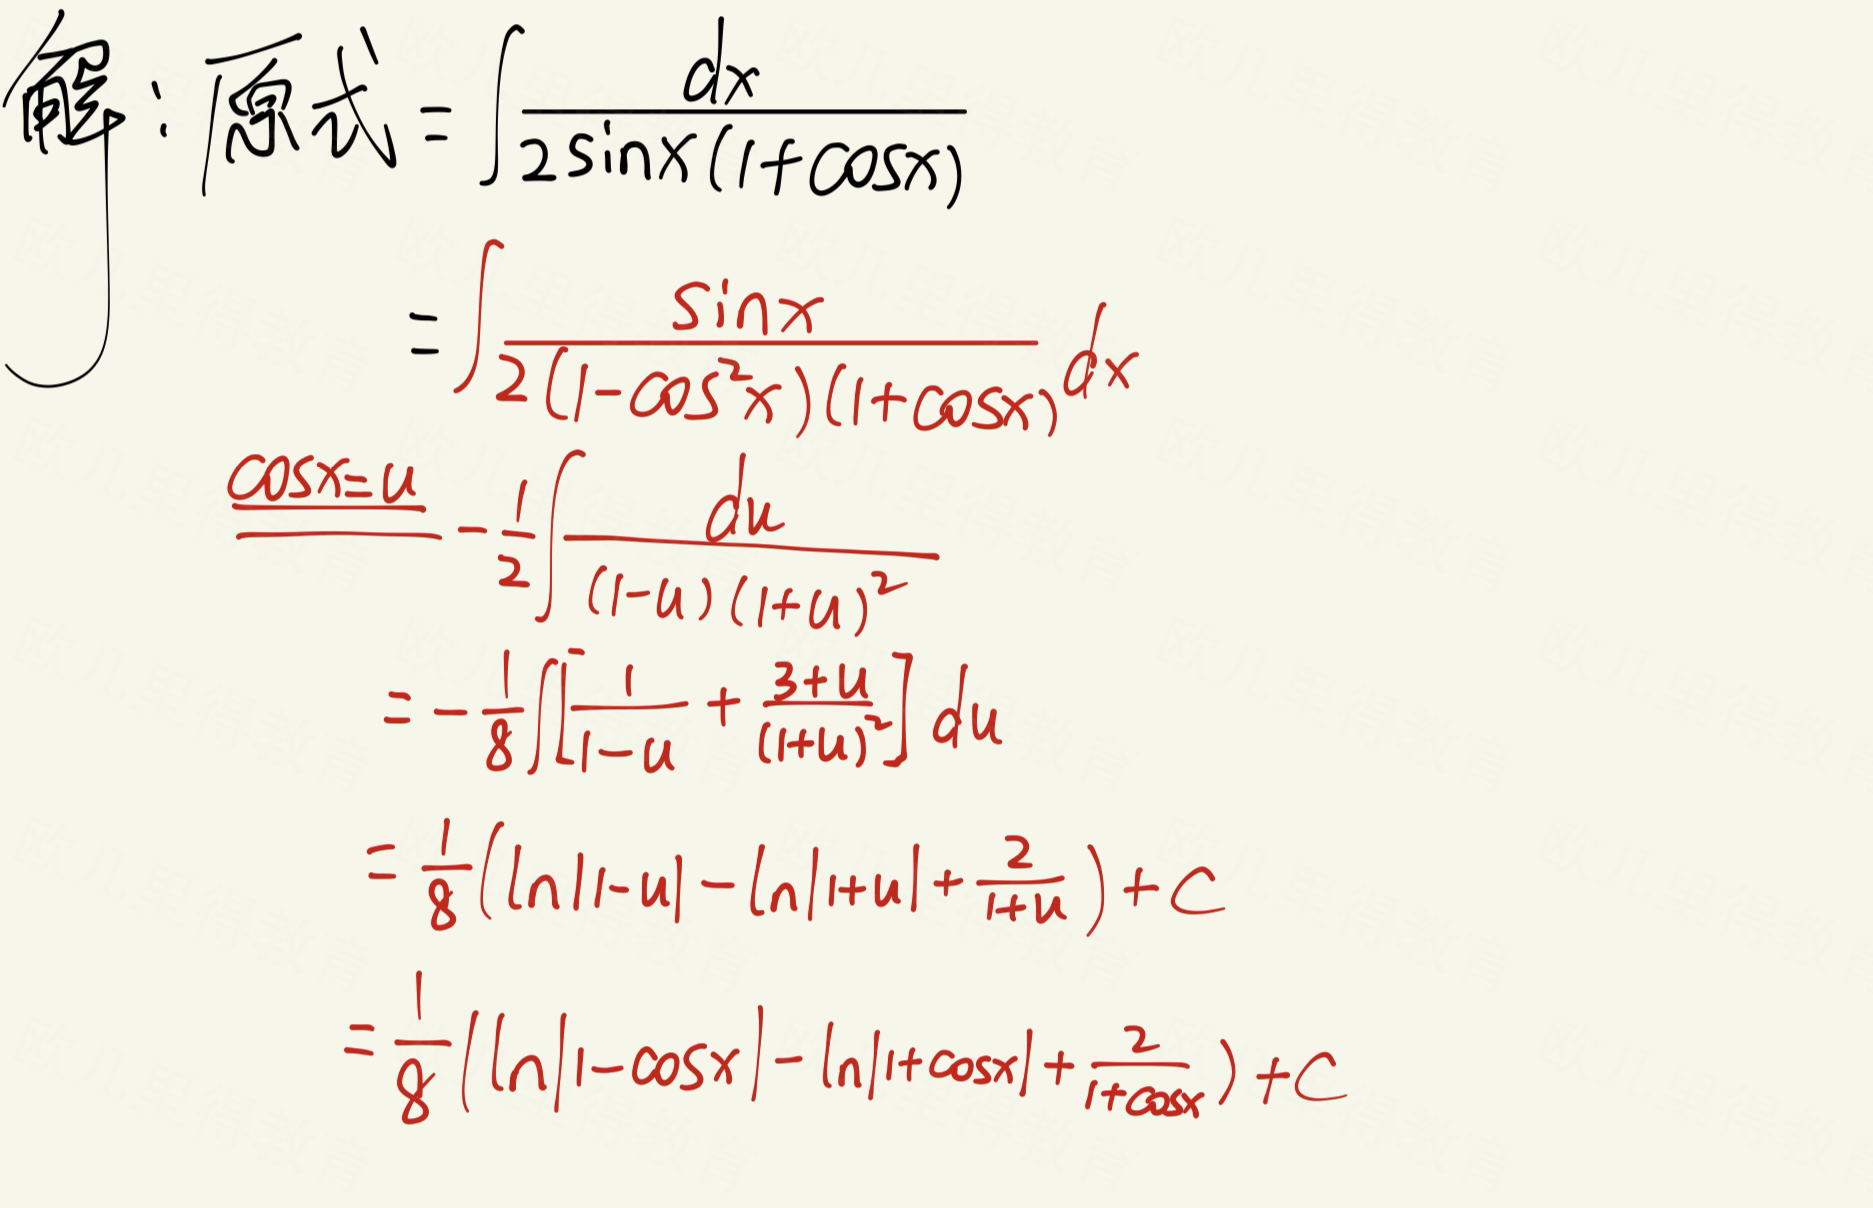 解：原式 = ∫ dx / 2sinx(1+cosx)
= ∫ sinx / 2(1-cos²x)(1+cosx) dx
cosx=u = -1/2 ∫ du / (1-u)(1+u)²
= -1/8 ∫[1/1-u + 3+u/(1+u)²] du
= 1/8 (ln|1-u| - ln|1+u| + 2/1+u) + C
= 1/8 (ln|1-cosx| - ln|1+cosx| + 2/1+cosx) + C